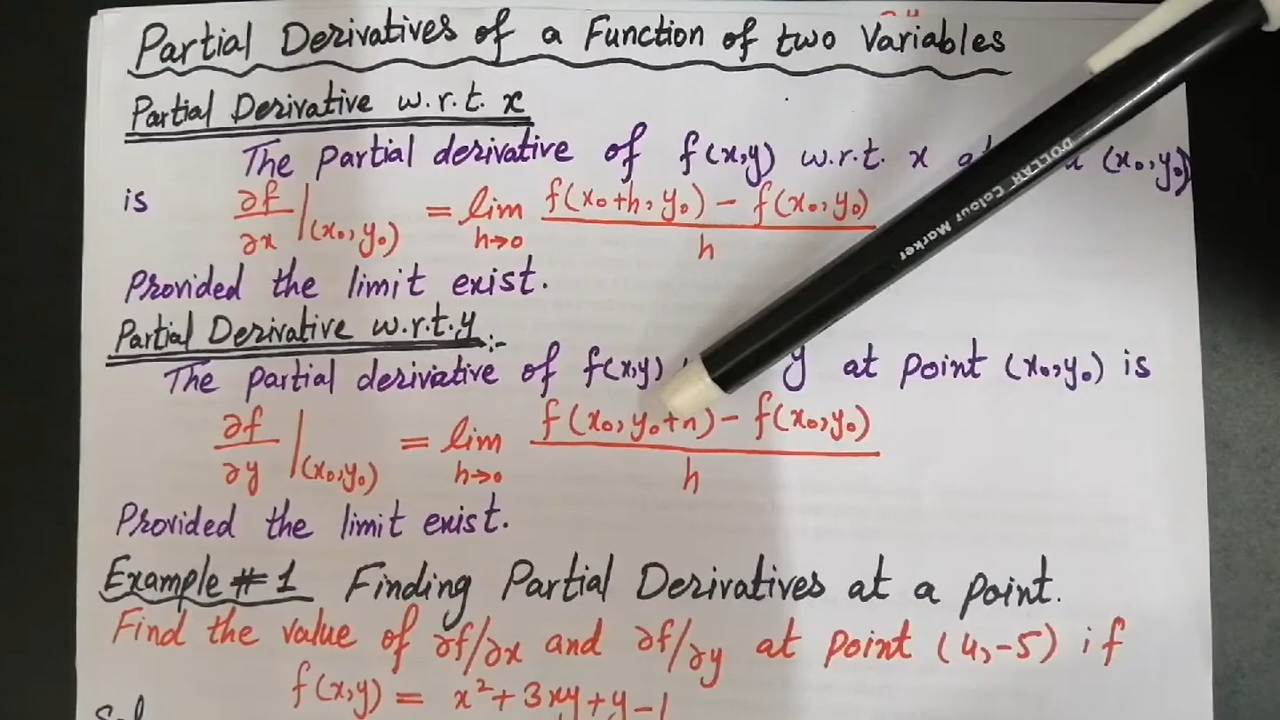 Partial Derivatives of a Function of two Variables
Partial Derivative w.r.t. x
The partial derivative of f(x,y) w.r.t. x (x₀,y₀)
is ∂f/∂x |(x₀,y₀) = lim h→0 f(x₀+h, y₀) - f(x₀,y₀) / h
Provided the limit exist.
Partial Derivative w.r.t.y :-
The partial derivative of f(x,y) y at point (x₀,y₀) is
∂f/∂y |(x₀,y₀) = lim h→0 f(x₀, y₀+h) - f(x₀,y₀) / h
Provided the limit exist.
Example # 1 Finding Partial Derivatives at a point.
Find the value of ∂f/∂x and ∂f/∂y at point (4,-5) if
f(x,y) = x² + 3xy + y - 1
DOLLAR Colour Marker